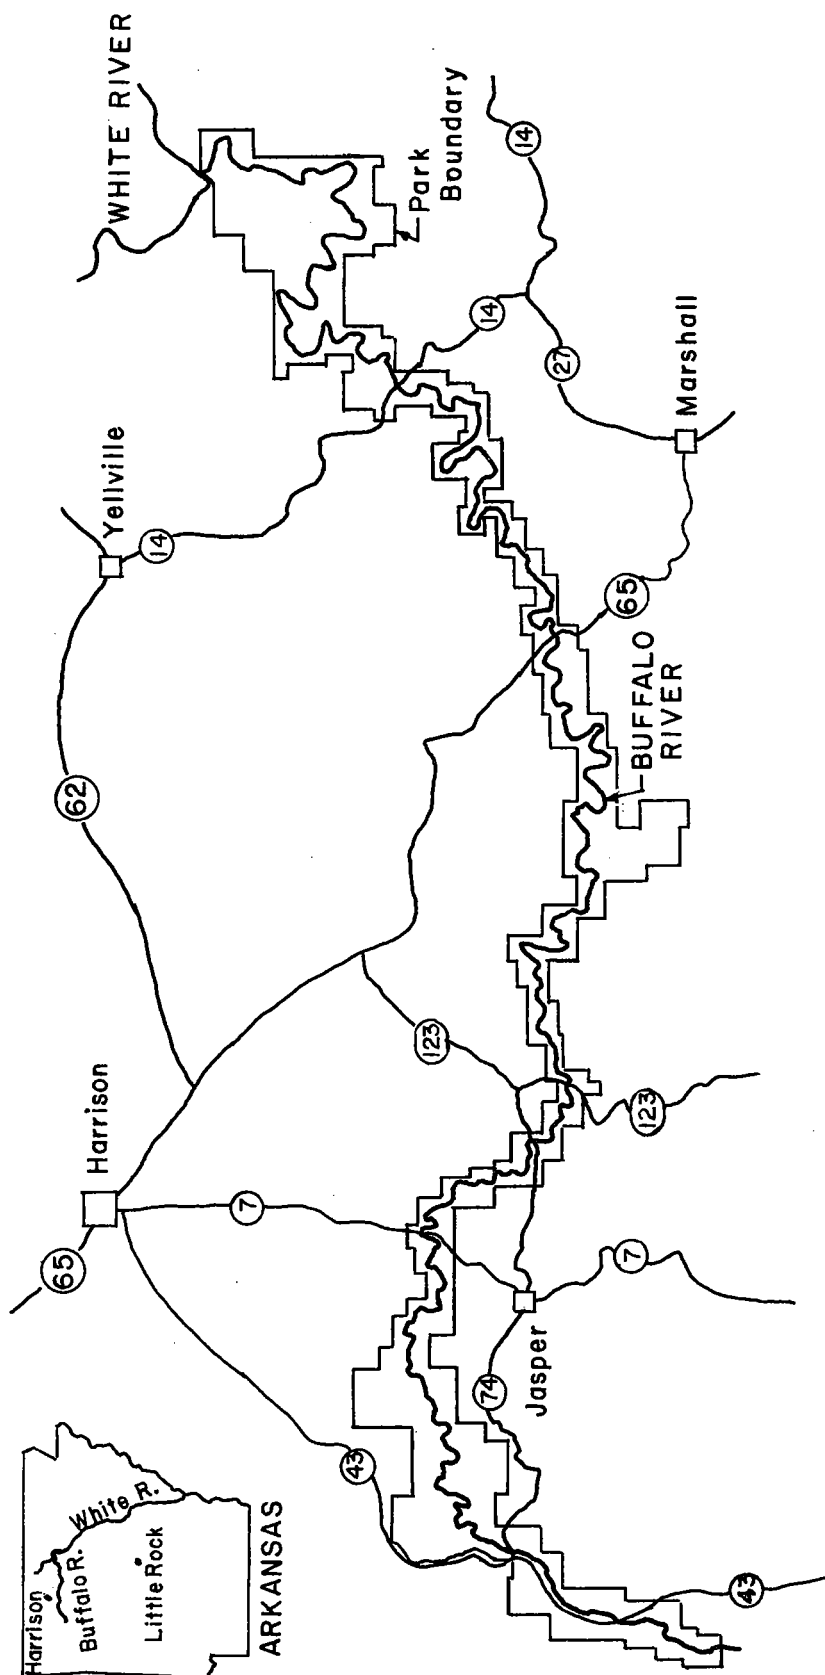 WHITE RIVER
Park
Boundary
14
14
27
Marshall
Yellville
14
65
62
BUFFALO
RIVER
Harrison
123
123
65
7
7
Jasper
74
43
43
Harrison
Buffalo R.
White R.
Little Rock
ARKANSAS